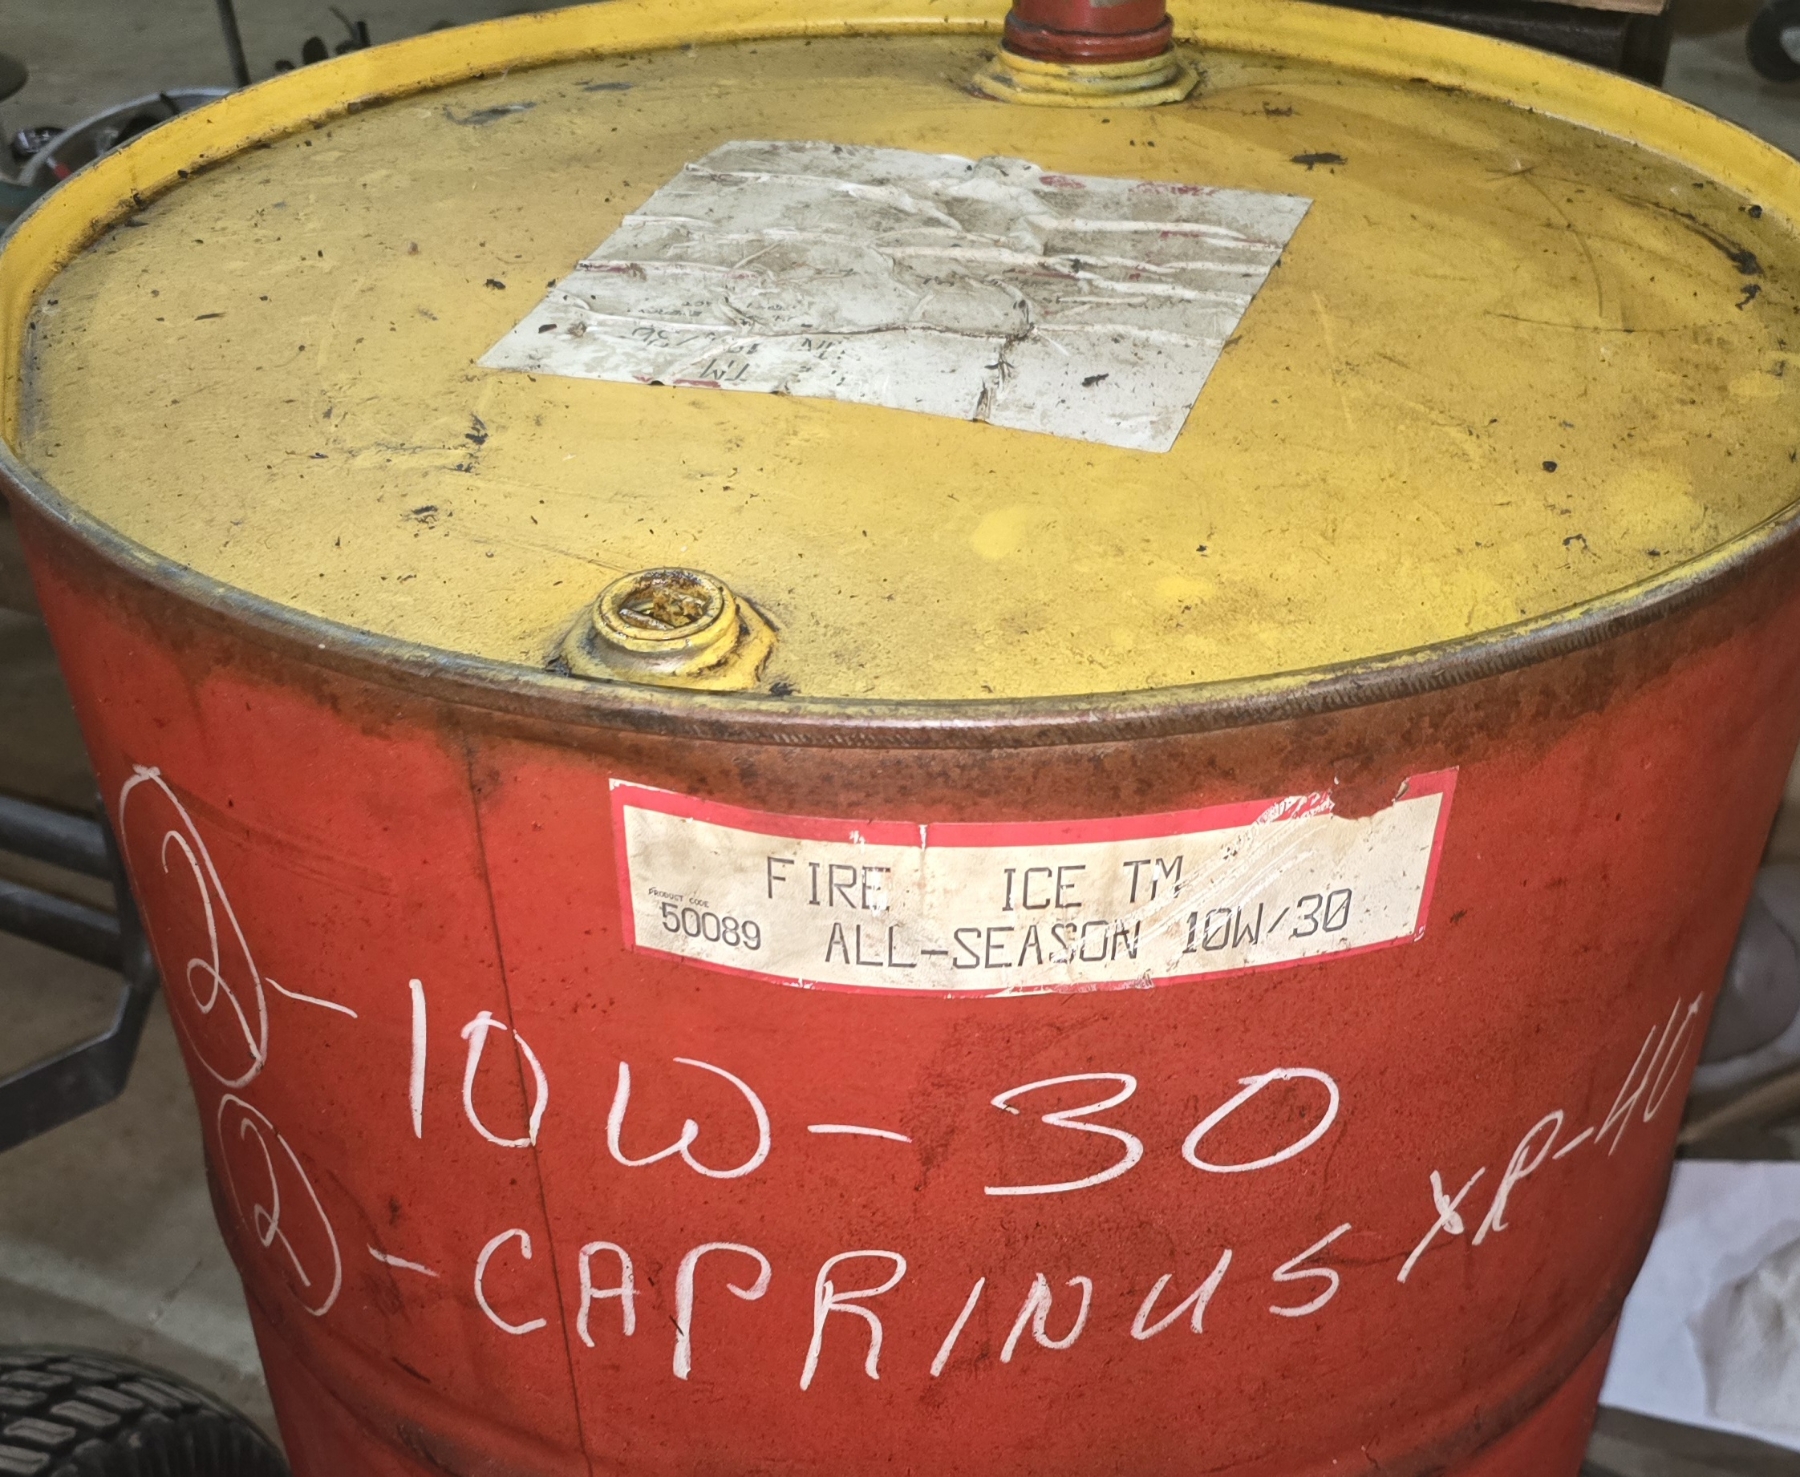 FIRE ICE TM
PRODUCT CODE
50089 ALL-SEASON 10W/30
2-10W-30
2-CAPRINUS XR-40